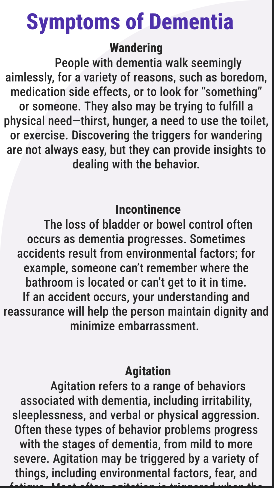 Symptoms of Dementia
Wandering
People with dementia walk seemingly
aimlessly, for a variety of reasons, such as boredom,
medication side effects, or to look for "something"
or someone. They also may be trying to fulfill a
physical need—thirst, hunger, a need to use the toilet,
or exercise. Discovering the triggers for wandering
are not always easy, but they can provide insights to
dealing with the behavior.
Incontinence
The loss of bladder or bowel control often
occurs as dementia progresses. Sometimes
accidents result from environmental factors; for
example, someone can't remember where the
bathroom is located or can't get to it in time.
If an accident occurs, your understanding and
reassurance will help the person maintain dignity and
minimize embarrassment.
Agitation
Agitation refers to a range of behaviors
associated with dementia, including irritability,
sleeplessness, and verbal or physical aggression.
Often these types of behavior problems progress
with the stages of dementia, from mild to more
severe. Agitation may be triggered by a variety of
things, including environmental factors, fear, and
fatigue. Most often, agitation is triggered when the